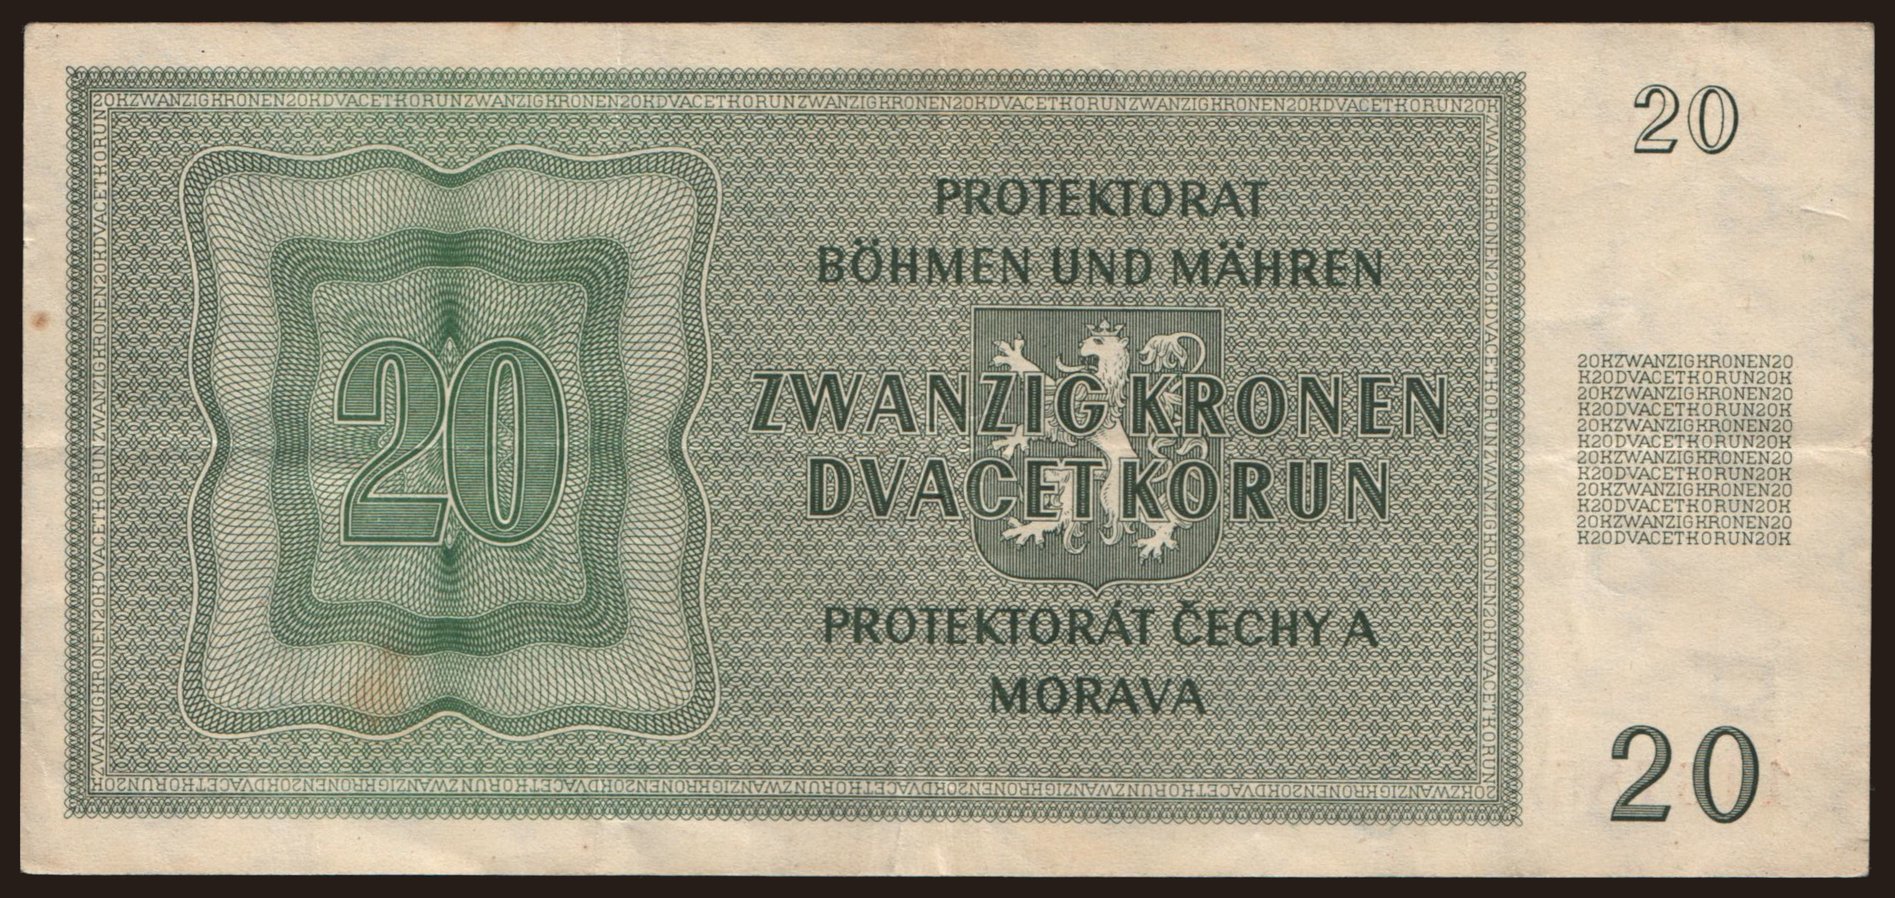 20KZWANZIGKRONEN20KDVACETKORUNZWANZIGKRONEN20KDVACETKORUNZWANZIGKRONEN20KDVACETKORUNZWANZIGKRONEN20KDVACETKORUN20K
20
PROTEKTORAT
BÖHMEN UND MÄHREN
20
ZWANZIG KRONEN
DVACET KORUN
PROTEKTORÁT ČECHY A
MORAVA
20KZWANZIGKRONEN20
K20DVACETKORUN20K
20KZWANZIGKRONEN20
K20DVACETKORUN20K
20KZWANZIGKRONEN20
K20DVACETKORUN20K
20KZWANZIGKRONEN20
K20DVACETKORUN20K
20KZWANZIGKRONEN20
K20DVACETKORUN20K
20KZWANZIGKRONEN20
K20DVACETKORUN20K
20